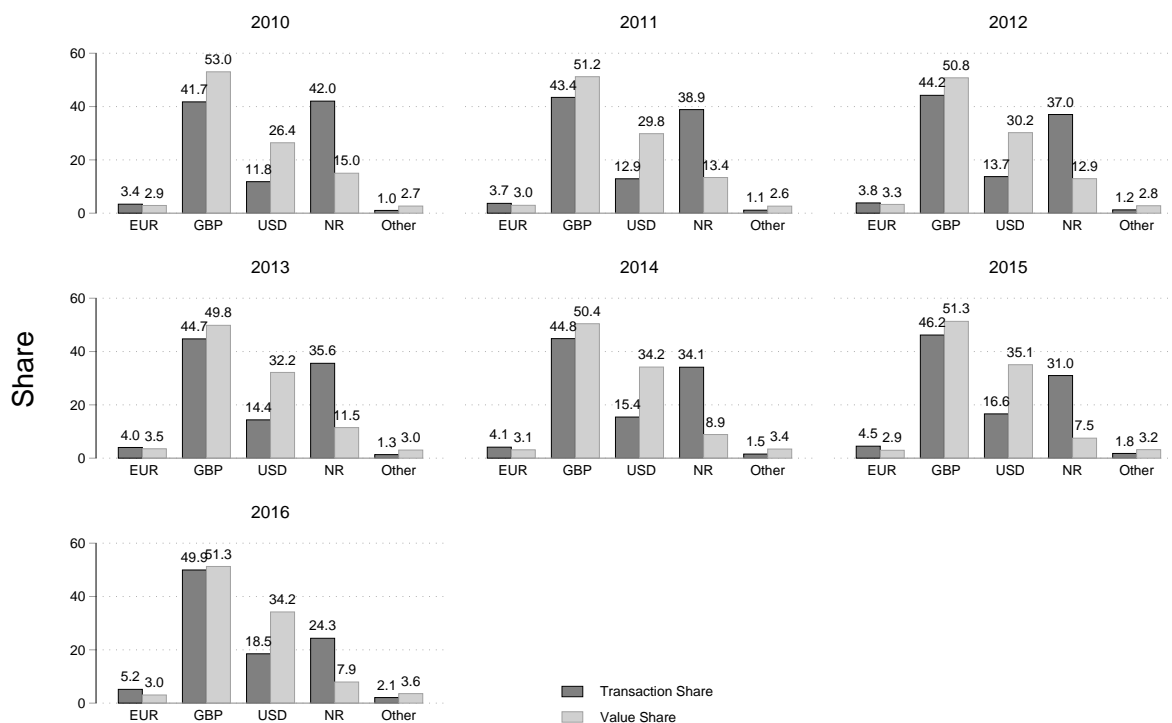 2010
60
40
20
0
3.4 2.9 41.7 53.0 11.8 26.4 42.0 15.0 1.0 2.7
EUR GBP USD NR Other
2011
3.7 3.0 43.4 51.2 12.9 29.8 38.9 13.4 1.1 2.6
EUR GBP USD NR Other
2012
3.8 3.3 44.2 50.8 13.7 30.2 37.0 12.9 1.2 2.8
EUR GBP USD NR Other
Share
2013
60
40
20
0
4.0 3.5 44.7 49.8 14.4 32.2 35.6 11.5 1.3 3.0
EUR GBP USD NR Other
2014
4.1 3.1 44.8 50.4 15.4 34.2 34.1 8.9 1.5 3.4
EUR GBP USD NR Other
2015
4.5 2.9 46.2 51.3 16.6 35.1 31.0 7.5 1.8 3.2
EUR GBP USD NR Other
2016
60
40
20
0
5.2 3.0 49.9 51.3 18.5 34.2 24.3 7.9 2.1 3.6
EUR GBP USD NR Other
Transaction Share
Value Share